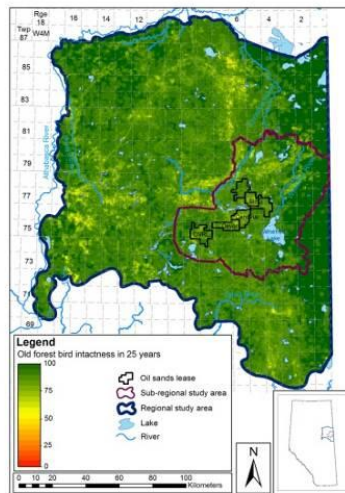 Rge
18 W4M 16 14 12 10 8 6 4 2
Twp
87
85
83
81
79
77
75
73
71
69
Athabasca River
Legend
Old forest bird intactness in 25 years
100
75
50
25
0
Oil sands lease
Sub-regional study area
Regional study area
Lake
River
N
0 20 40 60 80 100
Kilometers